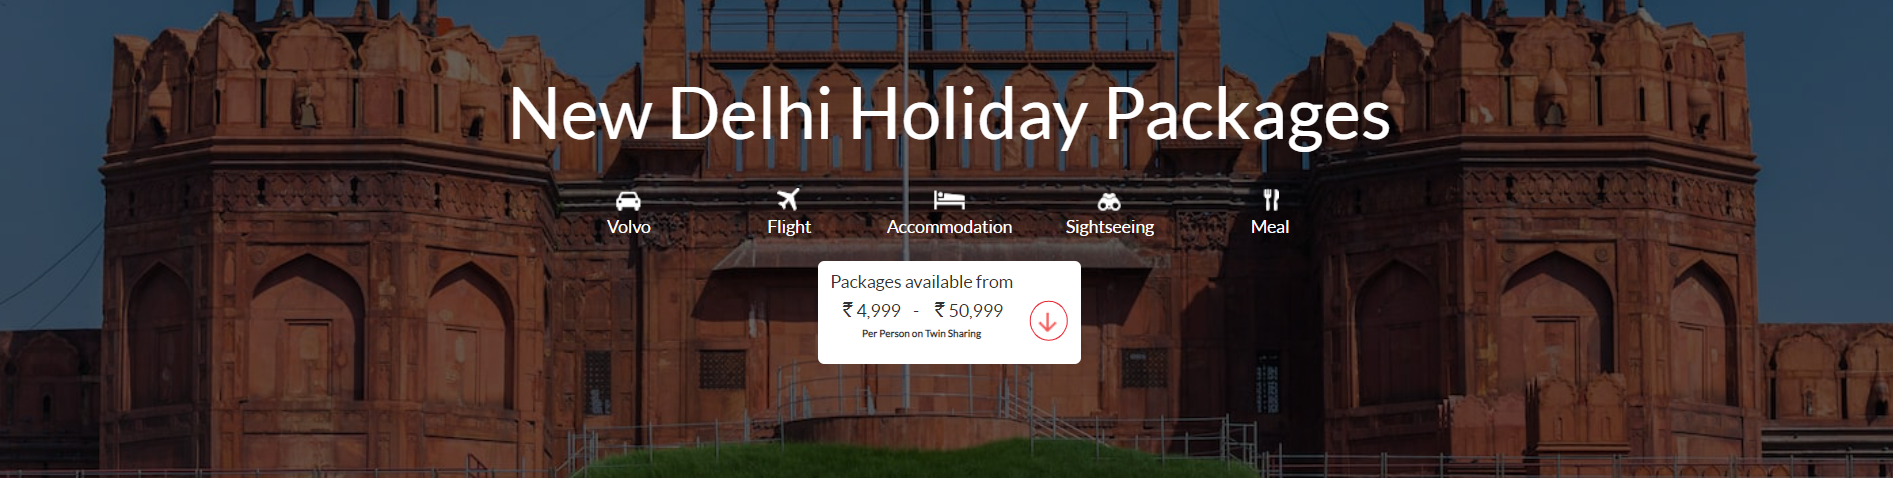 New Delhi Holiday Packages
Volvo Flight Accommodation Sightseeing Meal
Packages available from
₹ 4,999 - ₹ 50,999
Per Person on Twin Sharing